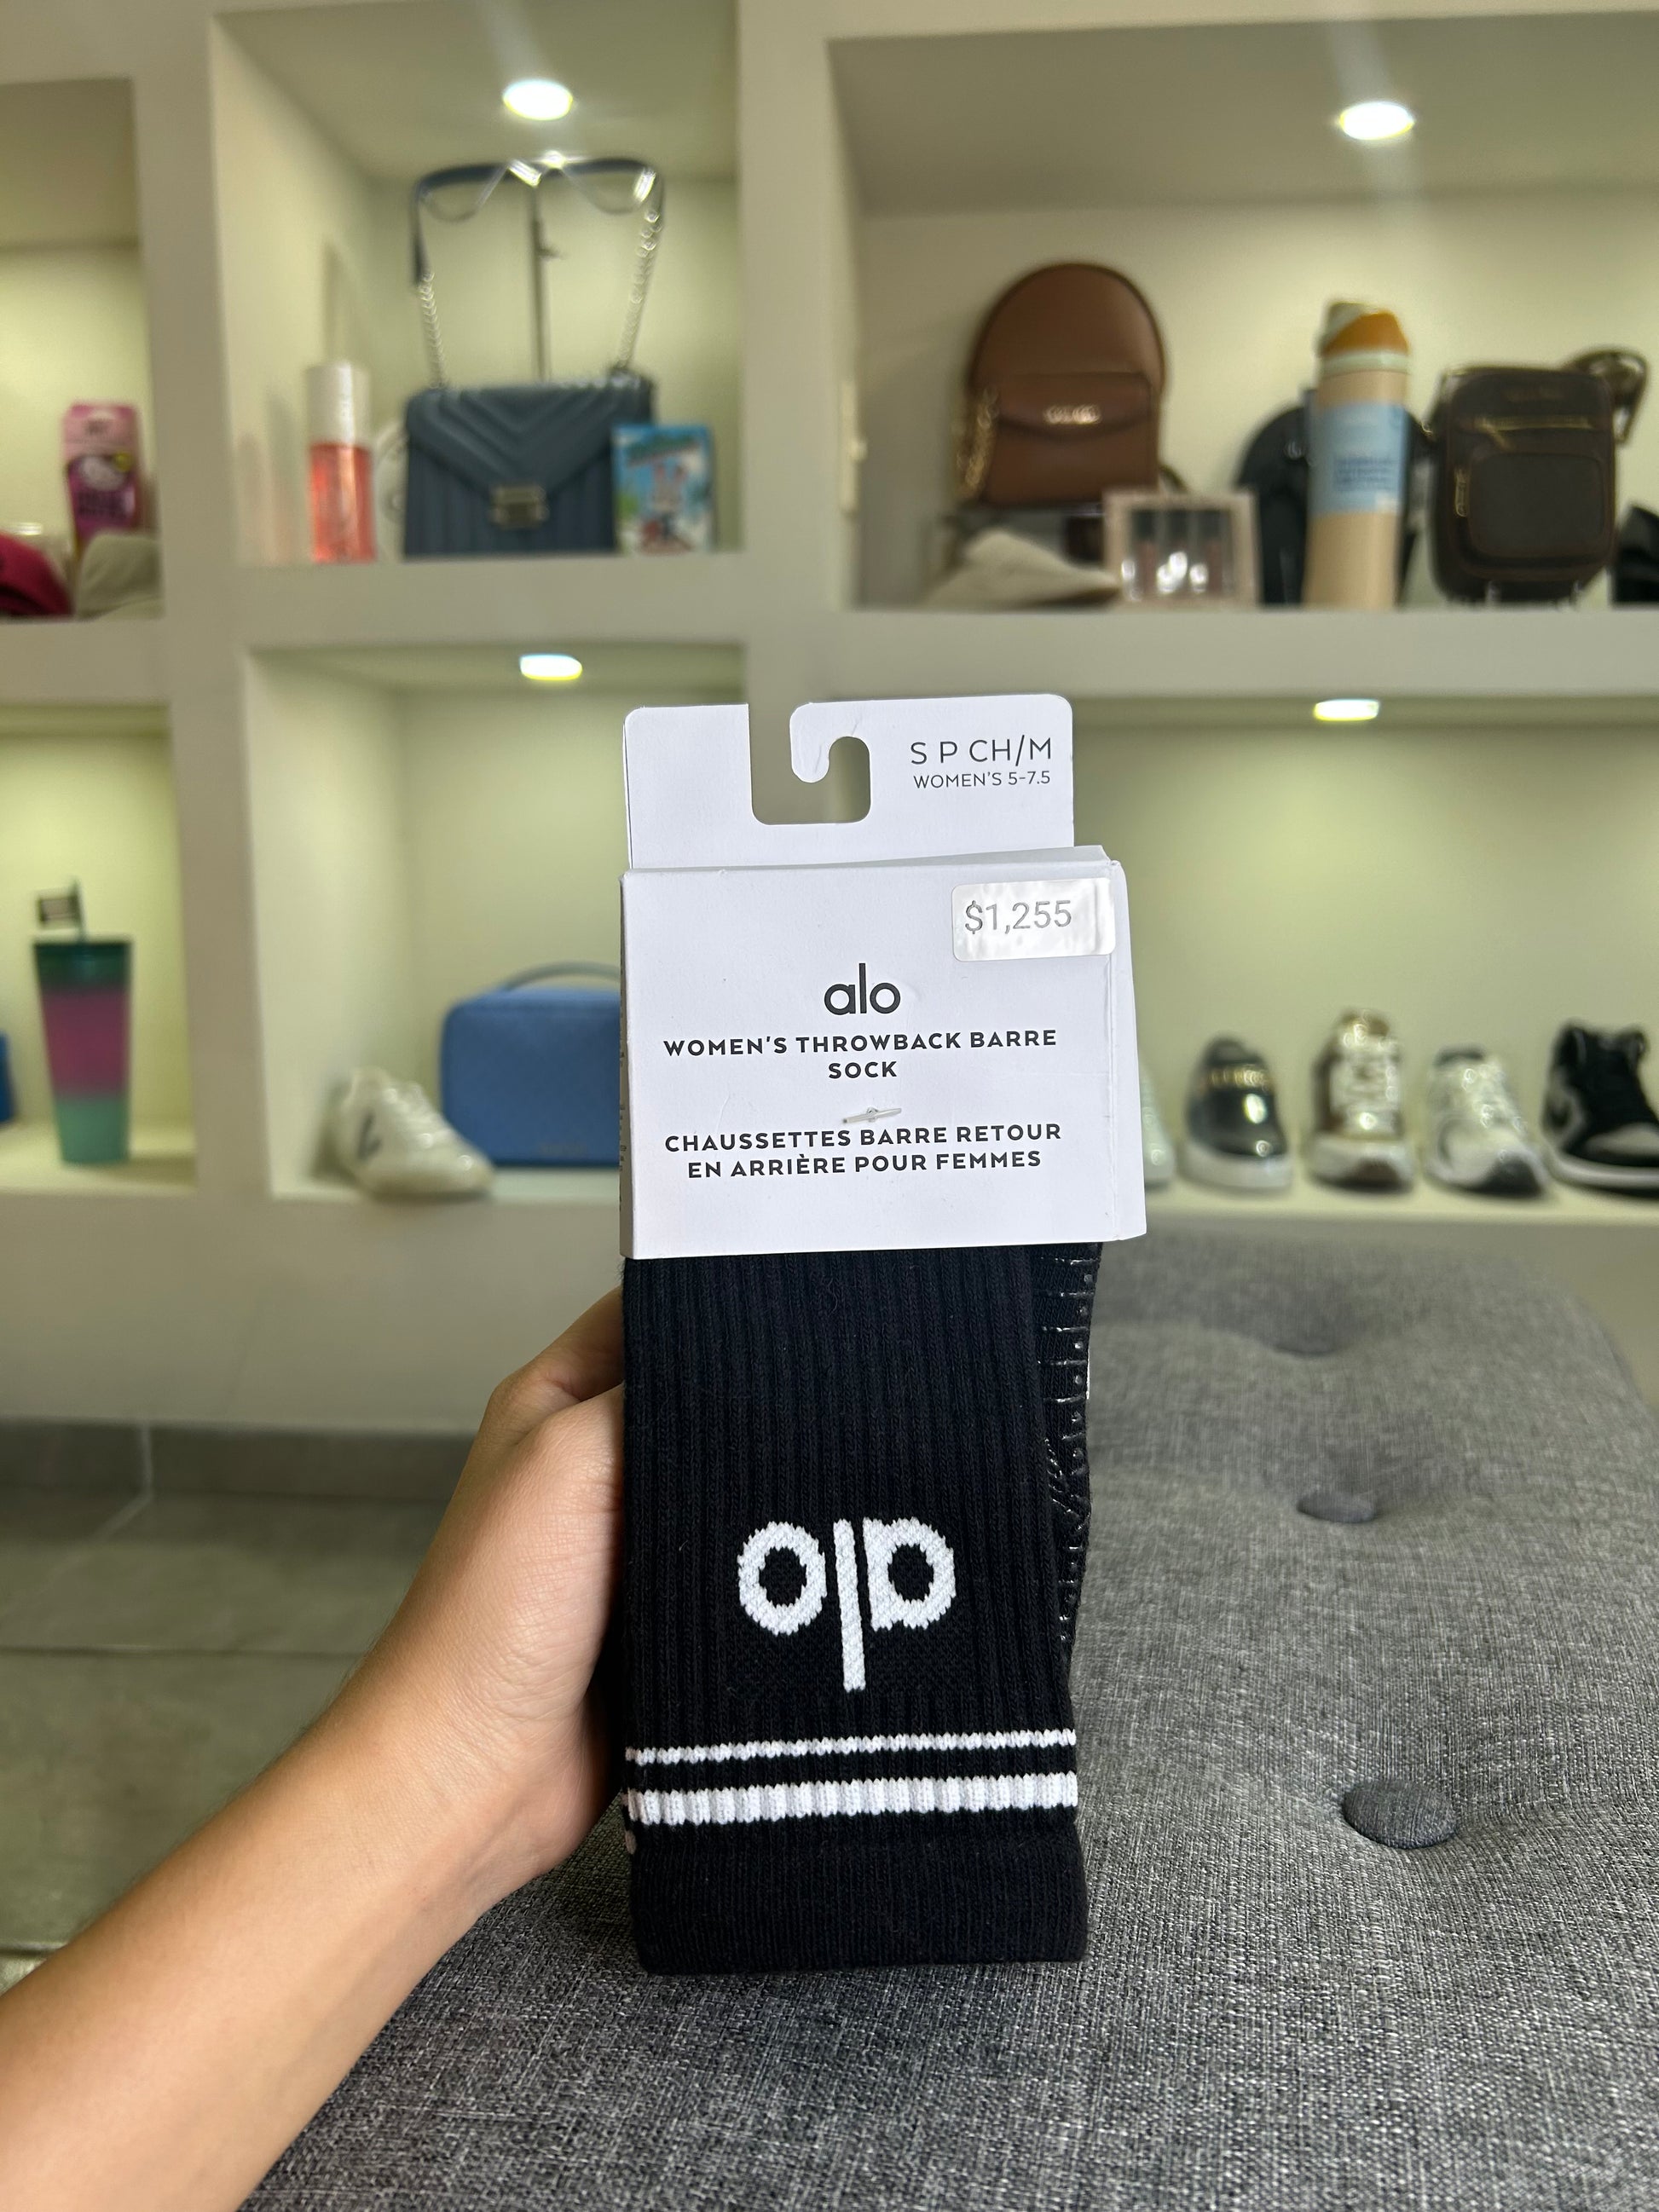 S P CH/M
WOMEN'S 5-7.5
$1,255
alo
WOMEN'S THROWBACK BARRE
SOCK
CHAUSSETTES BARRE RETOUR
EN ARRIÈRE POUR FEMMES
alo